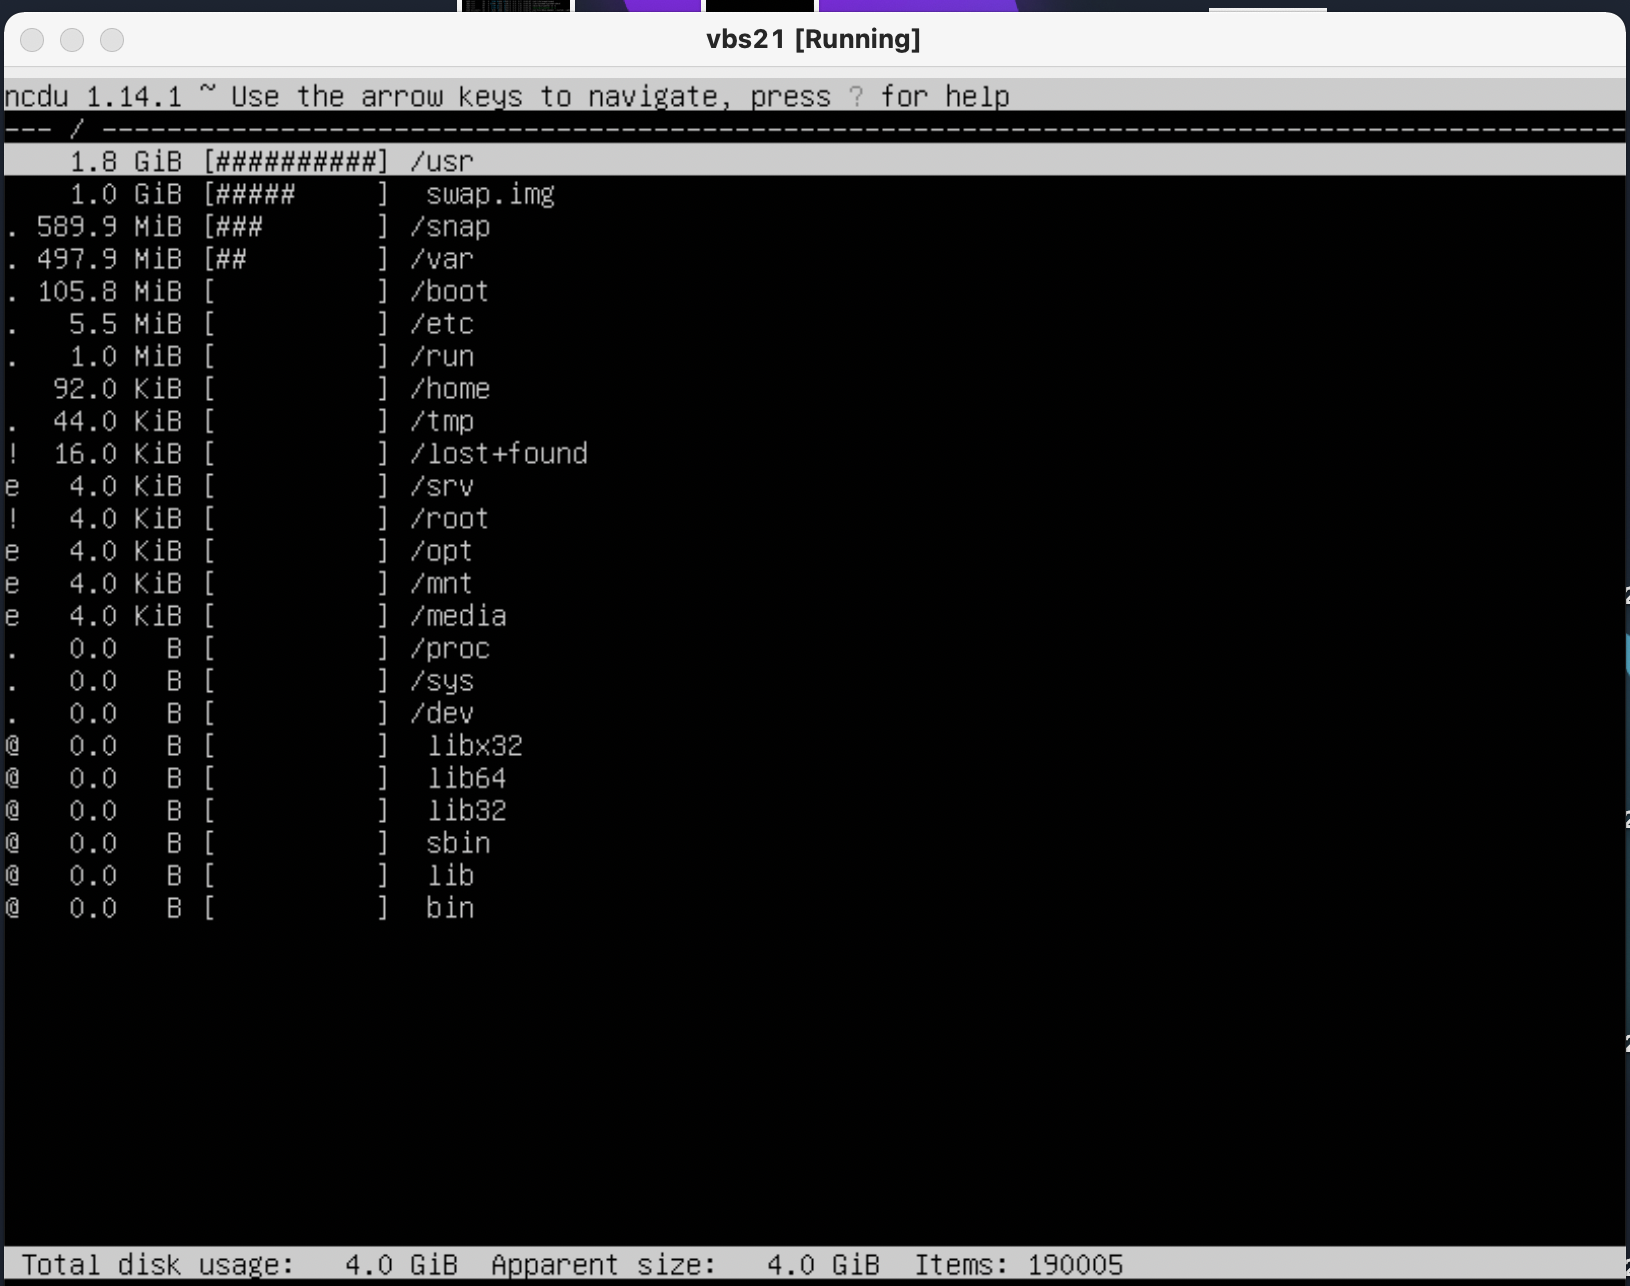 vbs21 [Running]
ncdu 1.14.1 ~ Use the arrow keys to navigate, press ? for help
--- / ----------------------------------------------------------------------------------------------
    1.8 GiB [##########] /usr
    1.0 GiB [#####     ]  swap.img
. 589.9 MiB [###       ] /snap
. 497.9 MiB [##        ] /var
. 105.8 MiB [          ] /boot
.   5.5 MiB [          ] /etc
.   1.0 MiB [          ] /run
   92.0 KiB [          ] /home
.  44.0 KiB [          ] /tmp
!  16.0 KiB [          ] /lost+found
e   4.0 KiB [          ] /srv
!   4.0 KiB [          ] /root
e   4.0 KiB [          ] /opt
e   4.0 KiB [          ] /mnt
e   4.0 KiB [          ] /media
.   0.0   B [          ] /proc
.   0.0   B [          ] /sys
.   0.0   B [          ] /dev
@   0.0   B [          ]  libx32
@   0.0   B [          ]  lib64
@   0.0   B [          ]  lib32
@   0.0   B [          ]  sbin
@   0.0   B [          ]  lib
@   0.0   B [          ]  bin
Total disk usage:   4.0 GiB  Apparent size:   4.0 GiB  Items: 190005